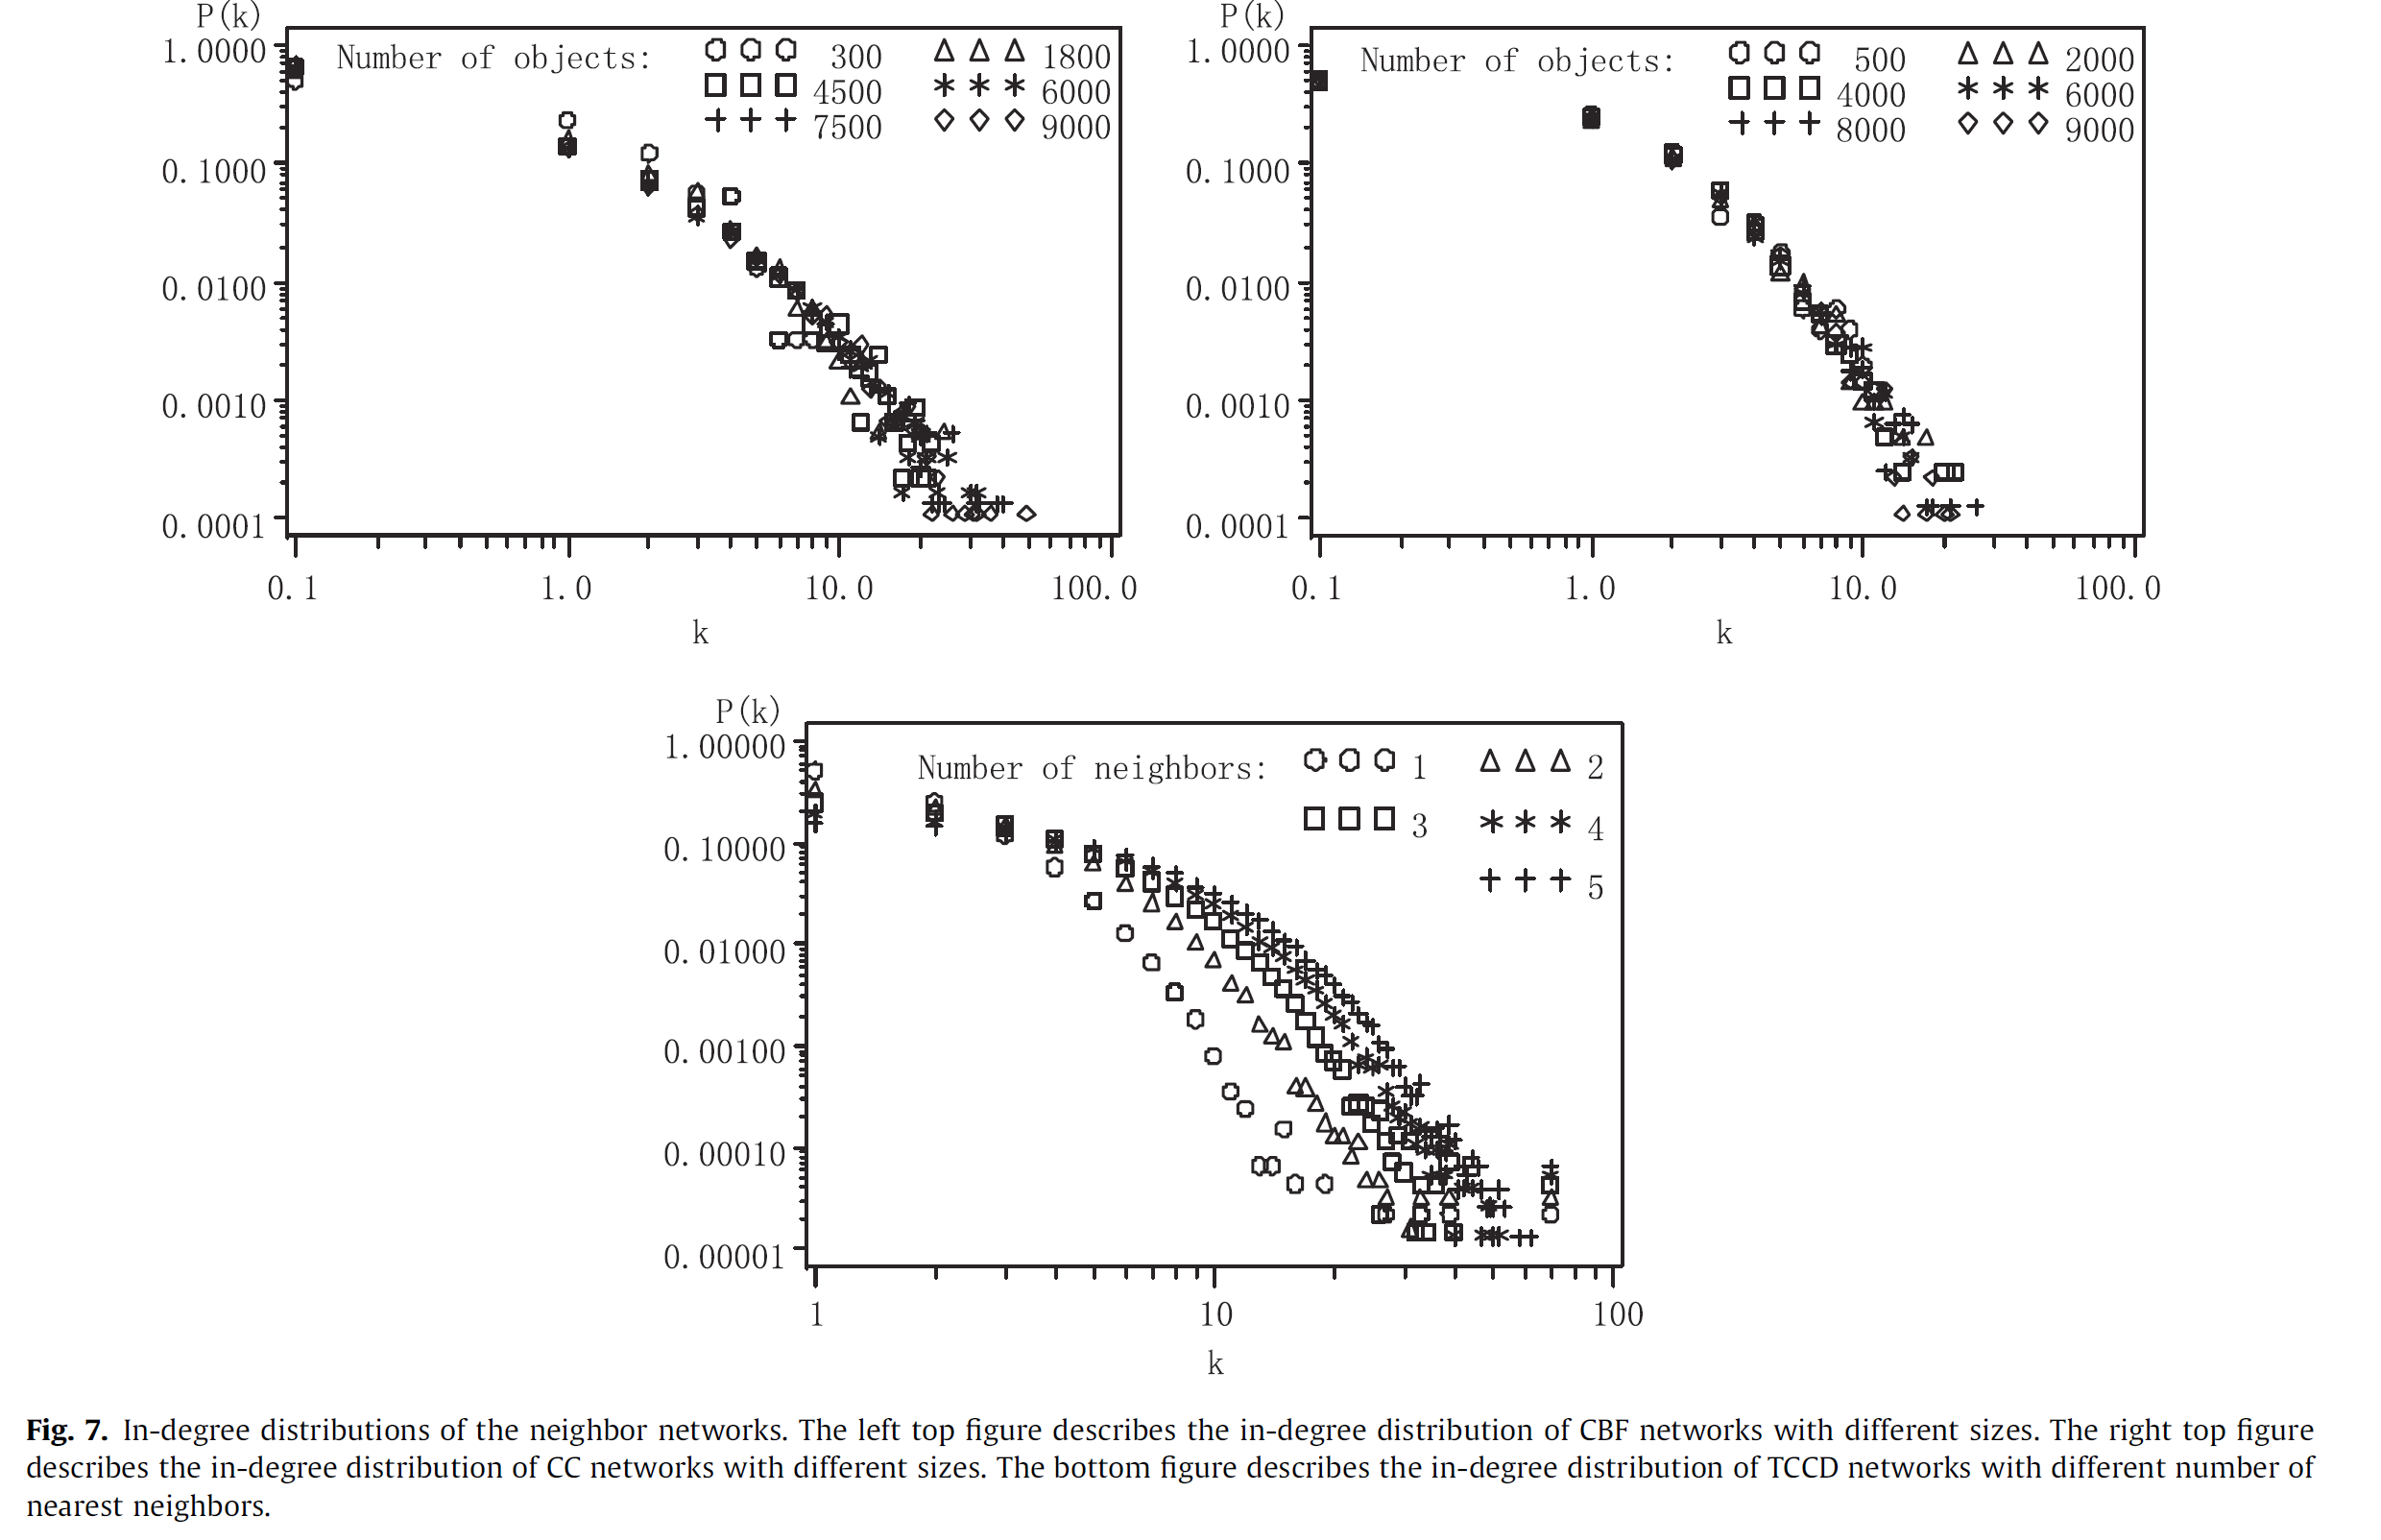 P(k)
1.0000
0.1000
0.0100
0.0010
0.0001
Number of objects:
300
1800
4500
6000
7500
9000
0.1 1.0 10.0 100.0
k
P(k)
1.0000
0.1000
0.0100
0.0010
0.0001
Number of objects:
500
2000
4000
6000
8000
9000
0.1 1.0 10.0 100.0
k
P(k)
1.00000
0.10000
0.01000
0.00100
0.00010
0.00001
Number of neighbors:
1
2
3
4
5
1 10 100
k
Fig. 7. In-degree distributions of the neighbor networks. The left top figure describes the in-degree distribution of CBF networks with different sizes. The right top figure
describes the in-degree distribution of CC networks with different sizes. The bottom figure describes the in-degree distribution of TCCD networks with different number of
nearest neighbors.